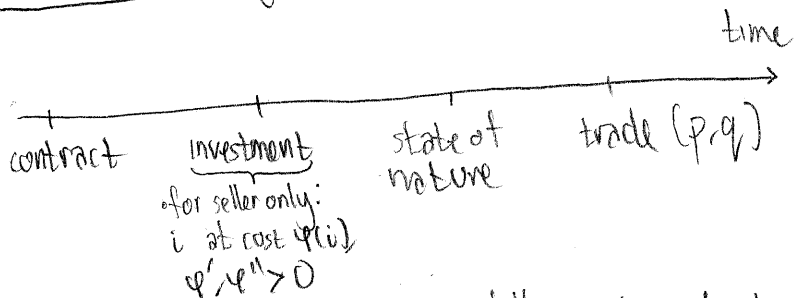 time
contract
investment
state of
nature
trade (p,q)
for seller only:
i at cost φ(i),
φ', φ'' > 0